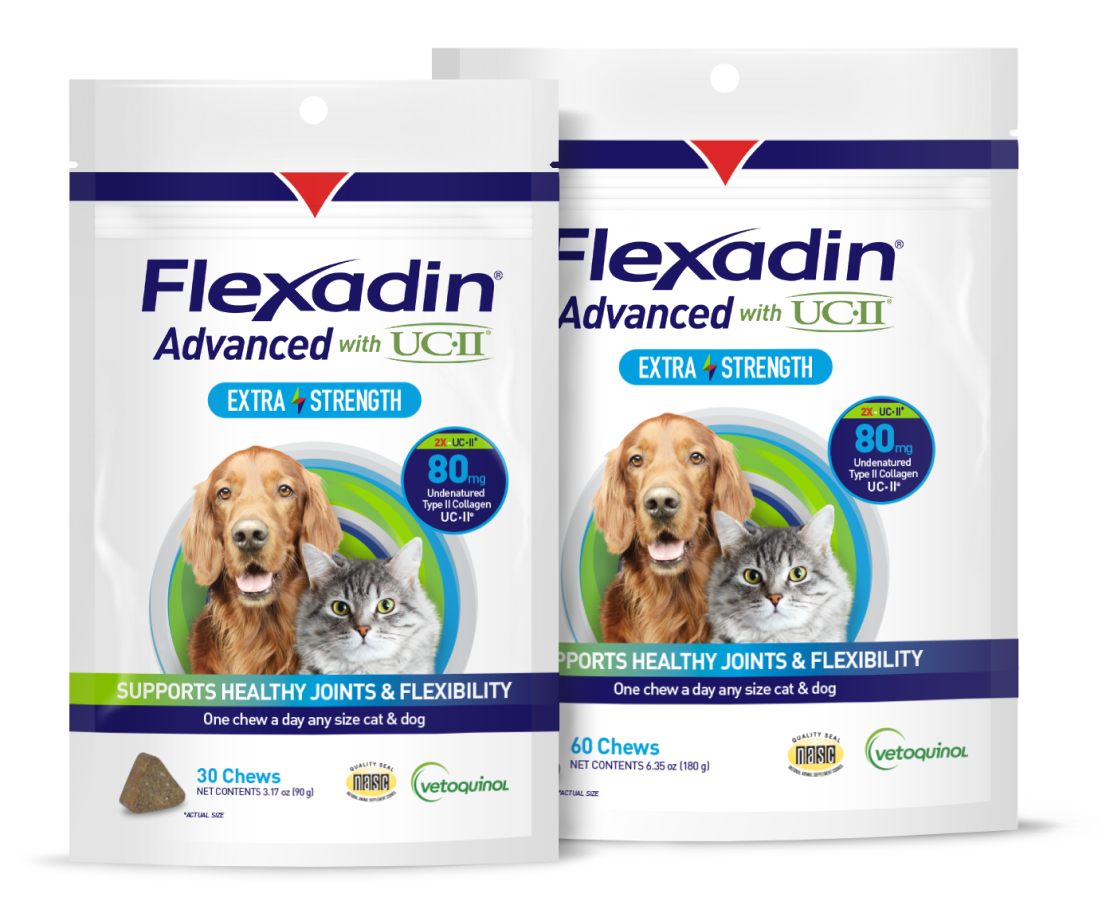 Flexadin®
Advanced with UC·II®
EXTRA STRENGTH
2X UC·II*
80mg
Undenatured
Type II Collagen
UC·II*
SUPPORTS HEALTHY JOINTS & FLEXIBILITY
One chew a day any size cat & dog
30 Chews
NET CONTENTS 3.17 oz (90 g)
*ACTUAL SIZE
QUALITY SEAL
nasc
NATIONAL ANIMAL SUPPLEMENT COUNCIL
vetoquinol
Flexadin®
Advanced with UC·II®
EXTRA STRENGTH
2X UC·II*
80mg
Undenatured
Type II Collagen
UC·II*
PPORTS HEALTHY JOINTS & FLEXIBILITY
One chew a day any size cat & dog
60 Chews
NET CONTENTS 6.35 oz (180 g)
*ACTUAL SIZE
QUALITY SEAL
nasc
NATIONAL ANIMAL SUPPLEMENT COUNCIL
vetoquinol